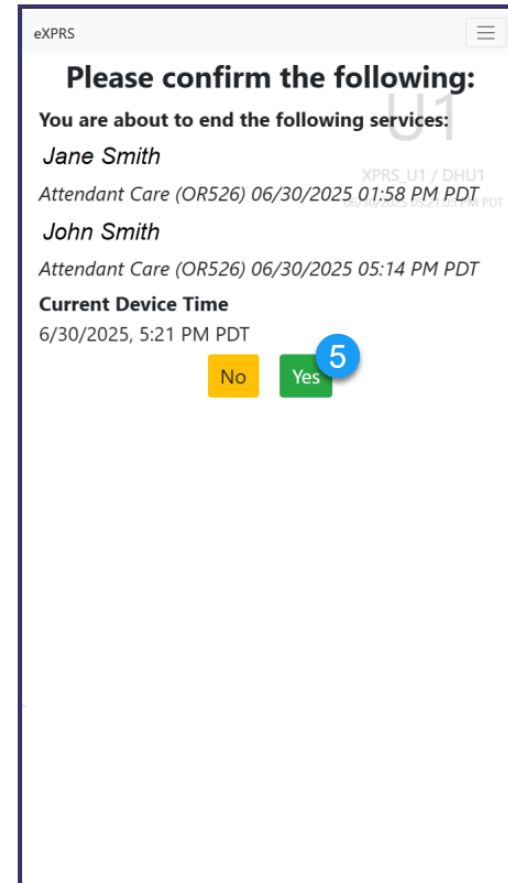 eXPRS
Please confirm the following:
U1
You are about to end the following services:
Jane Smith
XPRS_U1 / DHU1
Attendant Care (OR526) 06/30/2025 01:58 PM PDT
PM PDT
John Smith
Attendant Care (OR526) 06/30/2025 05:14 PM PDT
Current Device Time
6/30/2025, 5:21 PM PDT
5
No
Yes